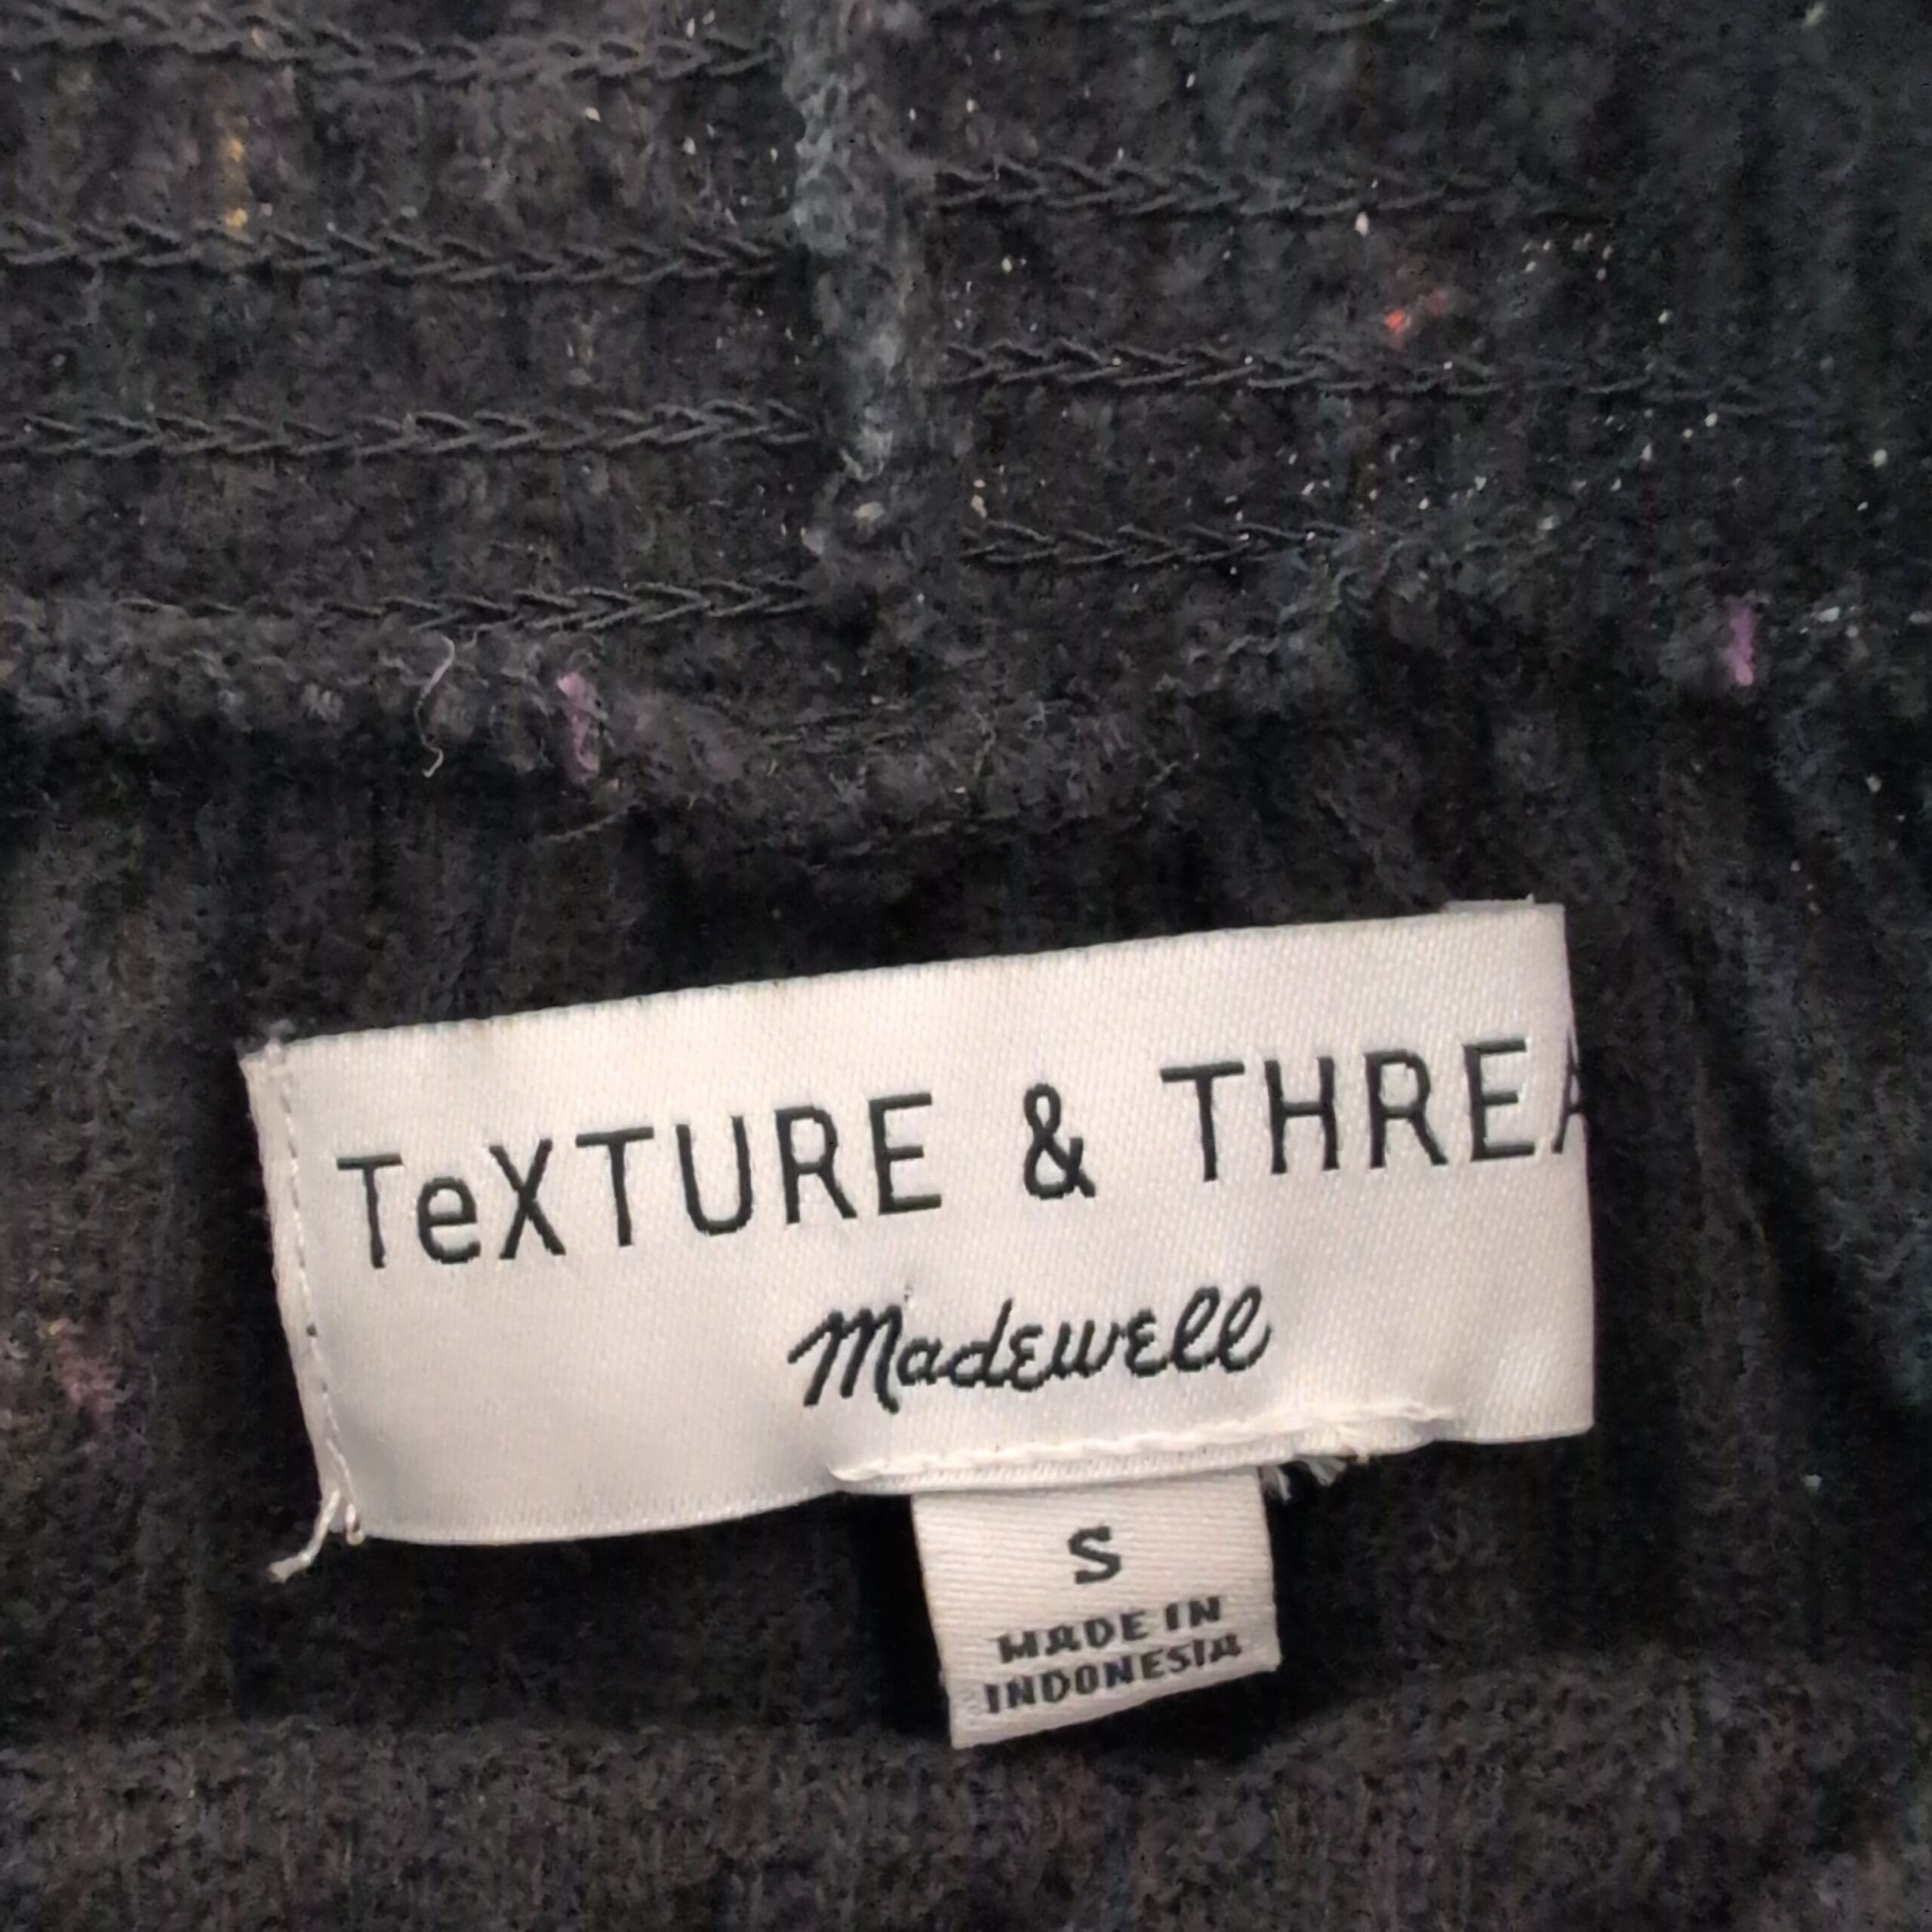 TeXTURE & THREA
Madewell
S
MADE IN
INDONESIA